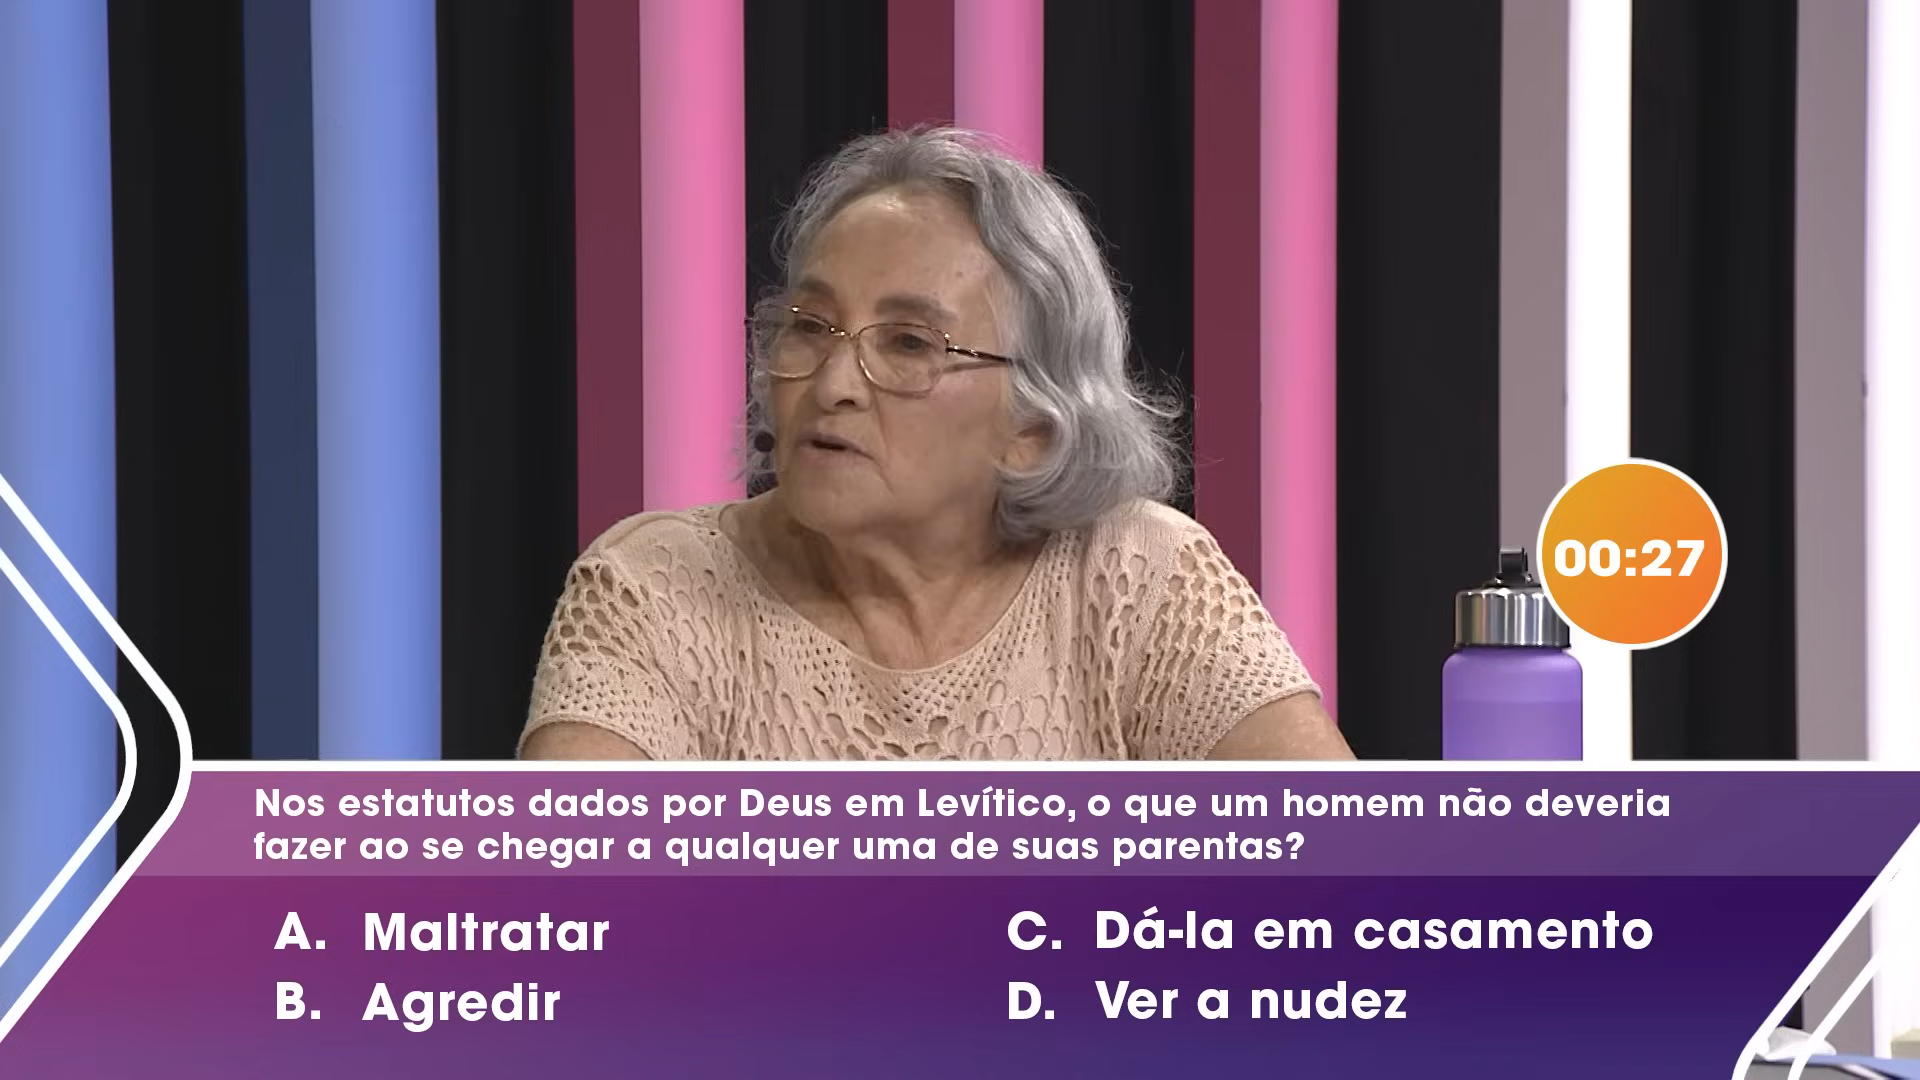 00:27
Nos estatutos dados por Deus em Levítico, o que um homem não deveria
fazer ao se chegar a qualquer uma de suas parentas?
A. Maltratar
B. Agredir
C. Dá-la em casamento
D. Ver a nudez